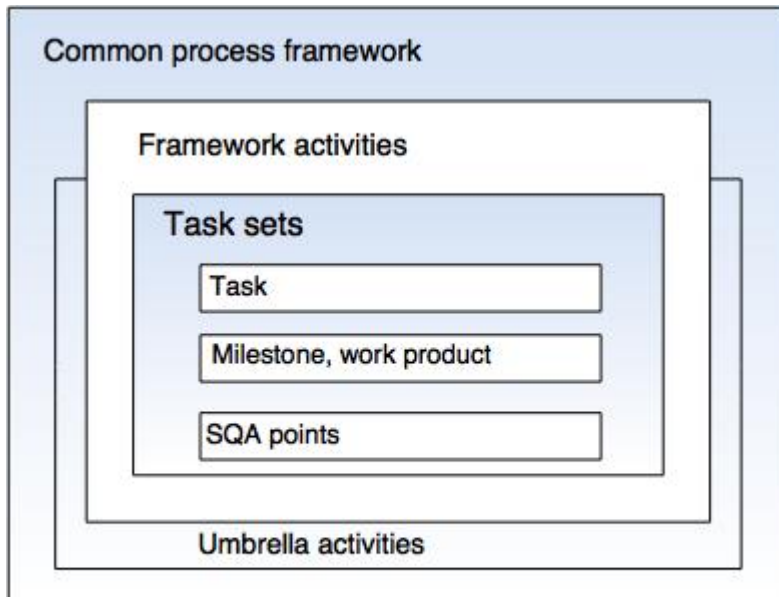 Common process framework
Framework activities
Task sets
Task
Milestone, work product
SQA points
Umbrella activities